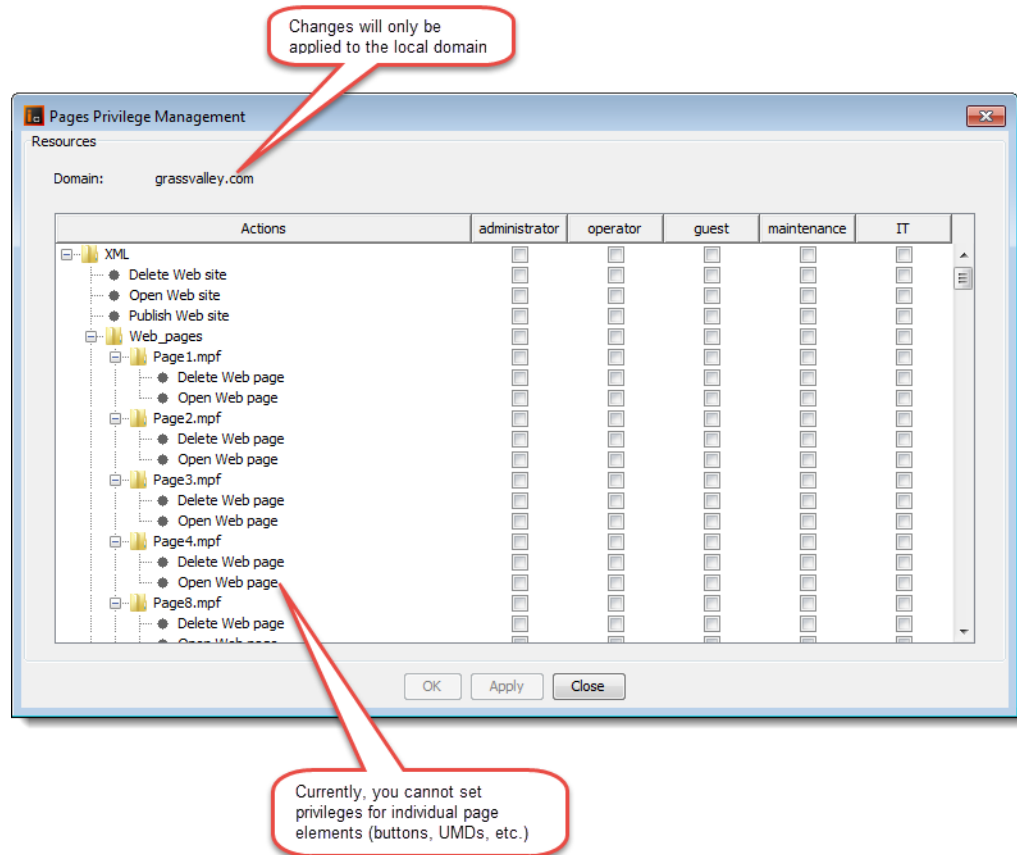 Changes will only be
applied to the local domain
Pages Privilege Management
Resources
Domain: grassvalley.com
Actions administrator operator guest maintenance IT
XML
Delete Web site
Open Web site
Publish Web site
Web_pages
Page1.mpf
Delete Web page
Open Web page
Page2.mpf
Delete Web page
Open Web page
Page3.mpf
Delete Web page
Open Web page
Page4.mpf
Delete Web page
Open Web page
Page8.mpf
Delete Web page
Open Web page
OK Apply Close
Currently, you cannot set
privileges for individual page
elements (buttons, UMDs, etc.)